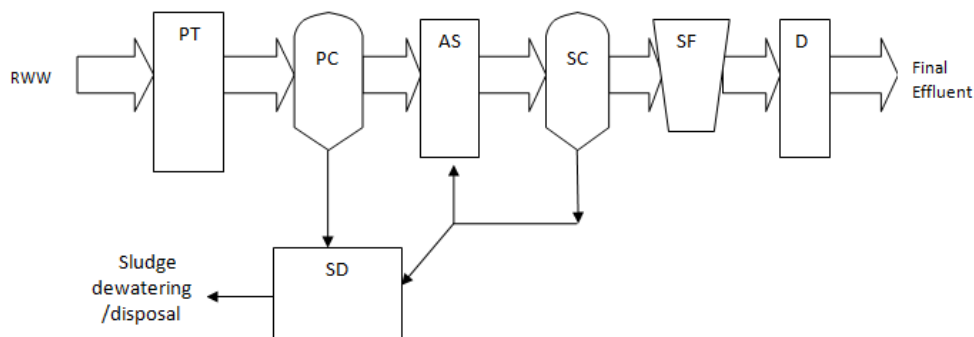 RWW
PT
PC
AS
SC
SF
D
Final
Effluent
SD
Sludge
dewatering
/disposal